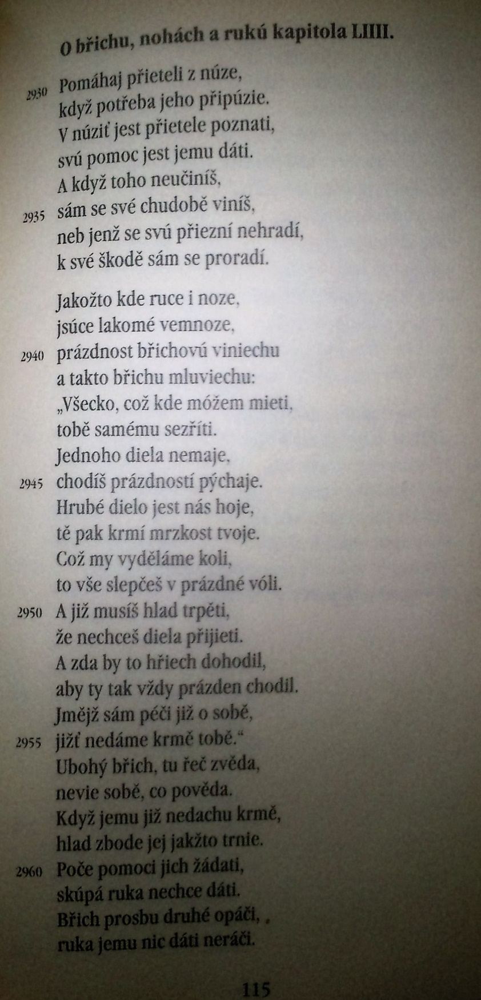 O břichu, nohách a rukú kapitola LIIII.
2930 Pomáhaj přieteli z núze,
když potřeba jeho připúzie.
V núziť jest přietele poznati,
svú pomoc jest jemu dáti.
A když toho neučiníš,
2935 sám se své chudobě viníš,
neb jenž se svú přiezní nehradí,
k své škodě sám se proradí.
Jakožto kde ruce i noze,
jsúce lakomé vemnoze,
2940 prázdnost břichovú viniechu
a takto břichu mluviechu:
„Všecko, což kde móžem mieti,
tobě samému sezříti.
Jednoho diela nemaje,
2945 chodíš prázdností pýchaje.
Hrubé dielo jest nás hoje,
tě pak krmí mrzkost tvoje.
Což my vyděláme koli,
to vše slepčeš v prázdné vóli.
2950 A již musíš hlad trpěti,
že nechceš diela přijieti.
A zda by to hřiech dohodil,
aby ty tak vždy prázden chodil.
Jmějž sám péči již o sobě,
2955 jižť nedáme krmě tobě.“
Ubohý břich, tu řeč zvěda,
nevie sobě, co pověda.
Když jemu již nedachu krmě,
hlad zbode jej jakžto trnie.
2960 Poče pomoci jich žádati,
skúpá ruka nechce dáti.
Břich prosbu druhé opáči,
ruka jemu nic dáti neráči.
115